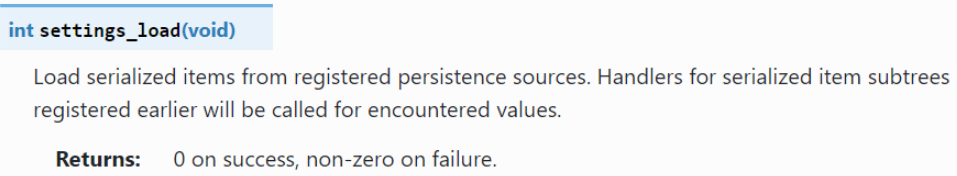 int settings_load(void)
Load serialized items from registered persistence sources. Handlers for serialized item subtrees
registered earlier will be called for encountered values.
Returns: 0 on success, non-zero on failure.